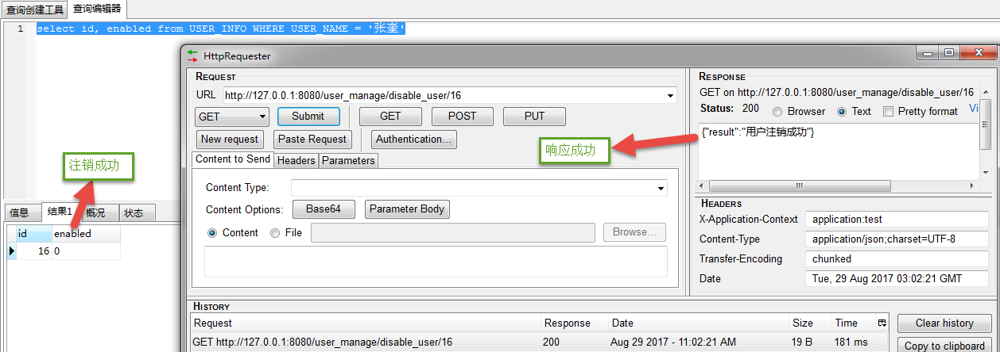 查询创建工具 查询编辑器
1 select id, enabled from USER_INFO WHERE USER_NAME = '张奎'
HttpRequester
REQUEST
URL http://127.0.0.1:8080/user_manage/disable_user/16
GET Submit GET POST PUT
New request Paste Request Authentication...
Content to Send Headers Parameters
Content Type:
Content Options: Base64 Parameter Body
Content File Browse...
RESPONSE
GET on http://127.0.0.1:8080/user_manage/disable_user/16
Status: 200 Browser Text Pretty format Vi
{"result":"用户注销成功"}
响应成功
HEADERS
X-Application-Context application:test
Content-Type application/json;charset=UTF-8
Transfer-Encoding chunked
Date Tue, 29 Aug 2017 03:02:21 GMT
注销成功
信息 结果1 概况 状态
id enabled
16 0
HISTORY
Request Response Date Size Time
GET http://127.0.0.1:8080/user_manage/disable_user/16 200 Aug 29 2017 - 11:02:21 AM 19 B 181 ms
Clear history
Copy to clipboard